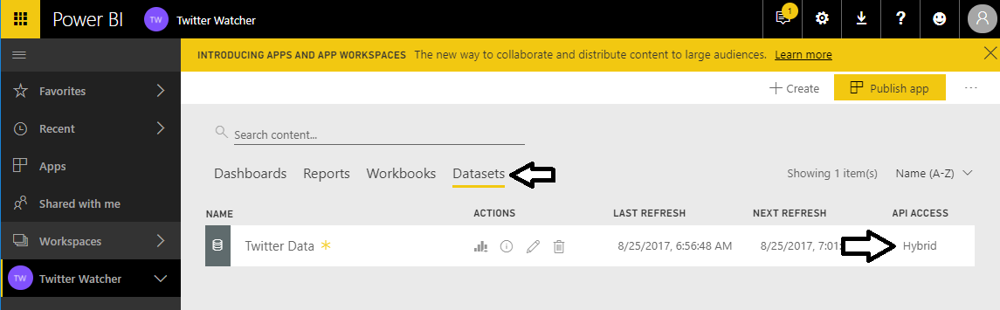 Power BI TW Twitter Watcher 1
INTRODUCING APPS AND APP WORKSPACES The new way to collaborate and distribute content to large audiences. Learn more
Favorites
Recent
Apps
Shared with me
Workspaces
TW Twitter Watcher
+ Create Publish app ...
Search content...
Dashboards Reports Workbooks Datasets Showing 1 item(s) Name (A-Z)
NAME ACTIONS LAST REFRESH NEXT REFRESH API ACCESS
Twitter Data 8/25/2017, 6:56:48 AM 8/25/2017, 7:01: Hybrid